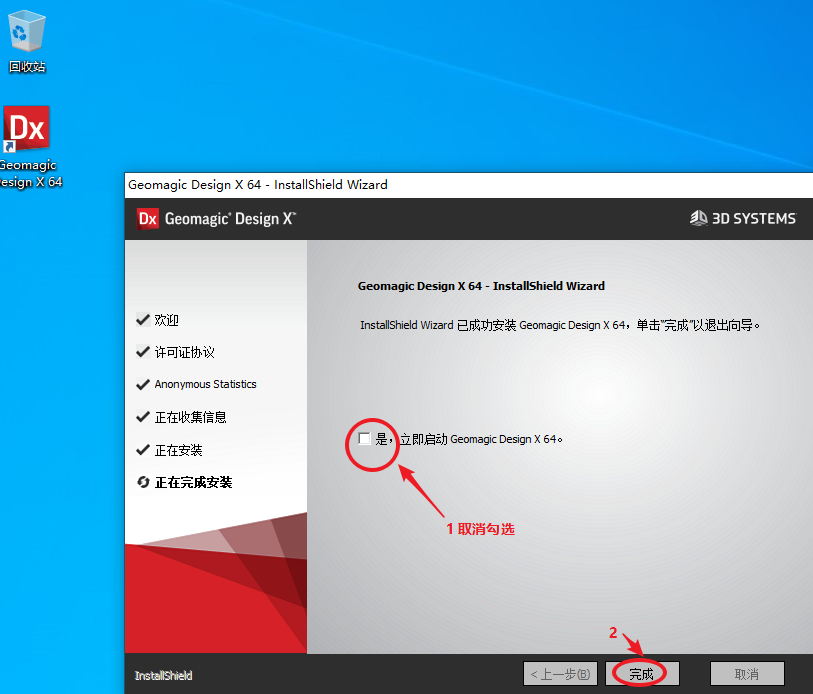 回收站
Dx
Geomagic
esign X 64
Geomagic Design X 64 - InstallShield Wizard
Dx Geomagic® Design X™
3D SYSTEMS
Geomagic Design X 64 - InstallShield Wizard
InstallShield Wizard 已成功安装 Geomagic Design X 64，单击"完成"以退出向导。
欢迎
许可证协议
Anonymous Statistics
正在收集信息
正在安装
正在完成安装
是，立即启动 Geomagic Design X 64。
1 取消勾选
2
InstallShield
< 上一步(B)
完成
取消